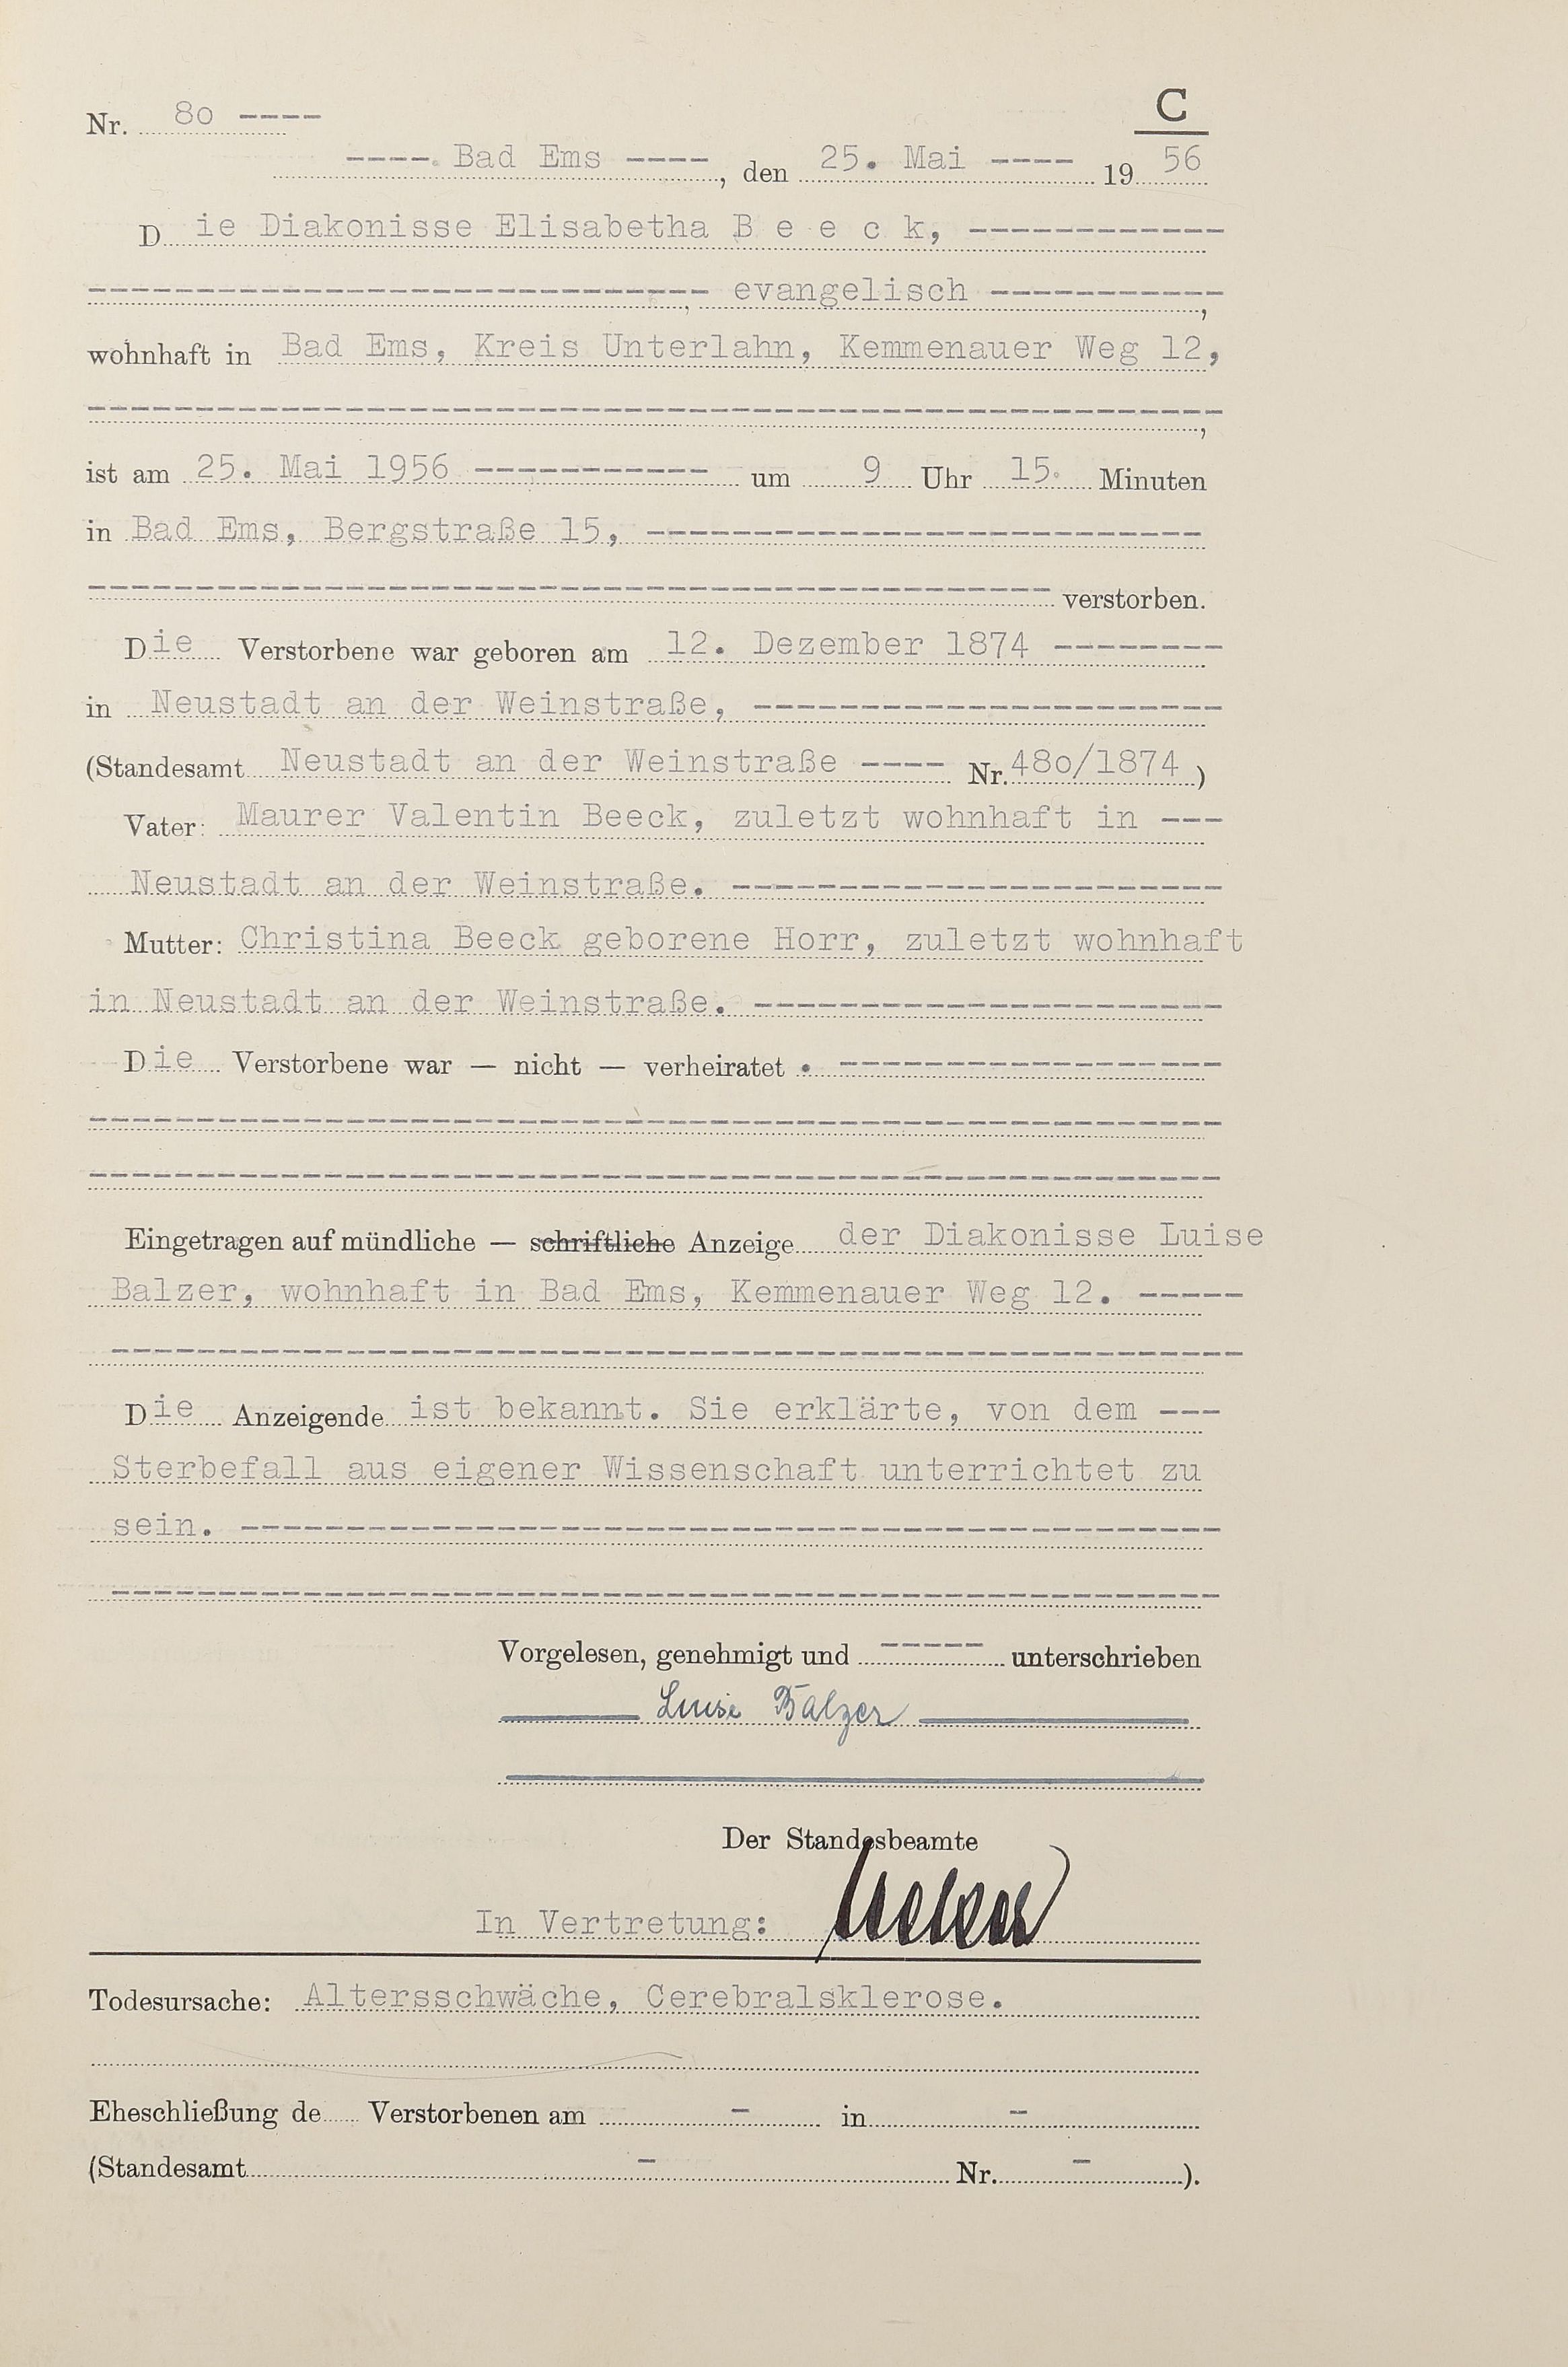 C
Nr. 80 ----
---- Bad Ems ----, den 25. Mai ---- 1956
Die Diakonisse Elisabetha B e e c k, ------------
----------------------------- evangelisch -----------,
wohnhaft in Bad Ems, Kreis Unterlahn, Kemmenauer Weg 12,
-----------------------------------------------------,
ist am 25. Mai 1956 ----------- um 9 Uhr 15 Minuten
in Bad Ems, Bergstraße 15, --------------------------
--------------------------------------------- verstorben.
Die Verstorbene war geboren am 12. Dezember 1874 --------
in Neustadt an der Weinstraße, ----------------------
(Standesamt Neustadt an der Weinstraße ---- Nr. 480/1874)
Vater: Maurer Valentin Beeck, zuletzt wohnhaft in ---
Neustadt an der Weinstraße. -----------------------
Mutter: Christina Beeck geborene Horr, zuletzt wohnhaft
in Neustadt an der Weinstraße. ----------------------
Die Verstorbene war — nicht — verheiratet . ------------------
-----------------------------------------------------
-----------------------------------------------------
Eingetragen auf mündliche — schriftliche Anzeige der Diakonisse Luise
Balzer, wohnhaft in Bad Ems, Kemmenauer Weg 12. -----
-----------------------------------------------------
Die Anzeigende ist bekannt. Sie erklärte, von dem ---
Sterbefall aus eigener Wissenschaft unterrichtet zu
sein. ----------------------------------------------
----------------------------------------------------
Vorgelesen, genehmigt und ----- unterschrieben
Luise Balzer
Der Standesbeamte
In Vertretung:
Todesursache: Altersschwäche, Cerebralsklerose.
Eheschließung de Verstorbenen am - in -
(Standesamt - Nr. - ).